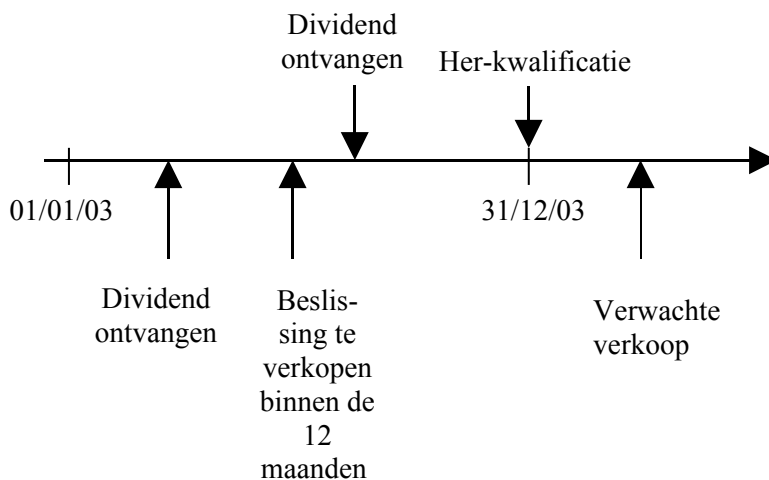 Dividend
ontvangen
Her-kwalificatie
01/01/03
31/12/03
Dividend
ontvangen
Beslis-
sing te
verkopen
binnen de
12
maanden
Verwachte
verkoop